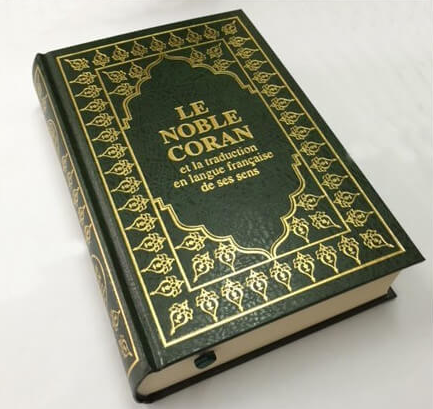 LE
NOBLE
CORAN
et la traduction
en langue française
de ses sens